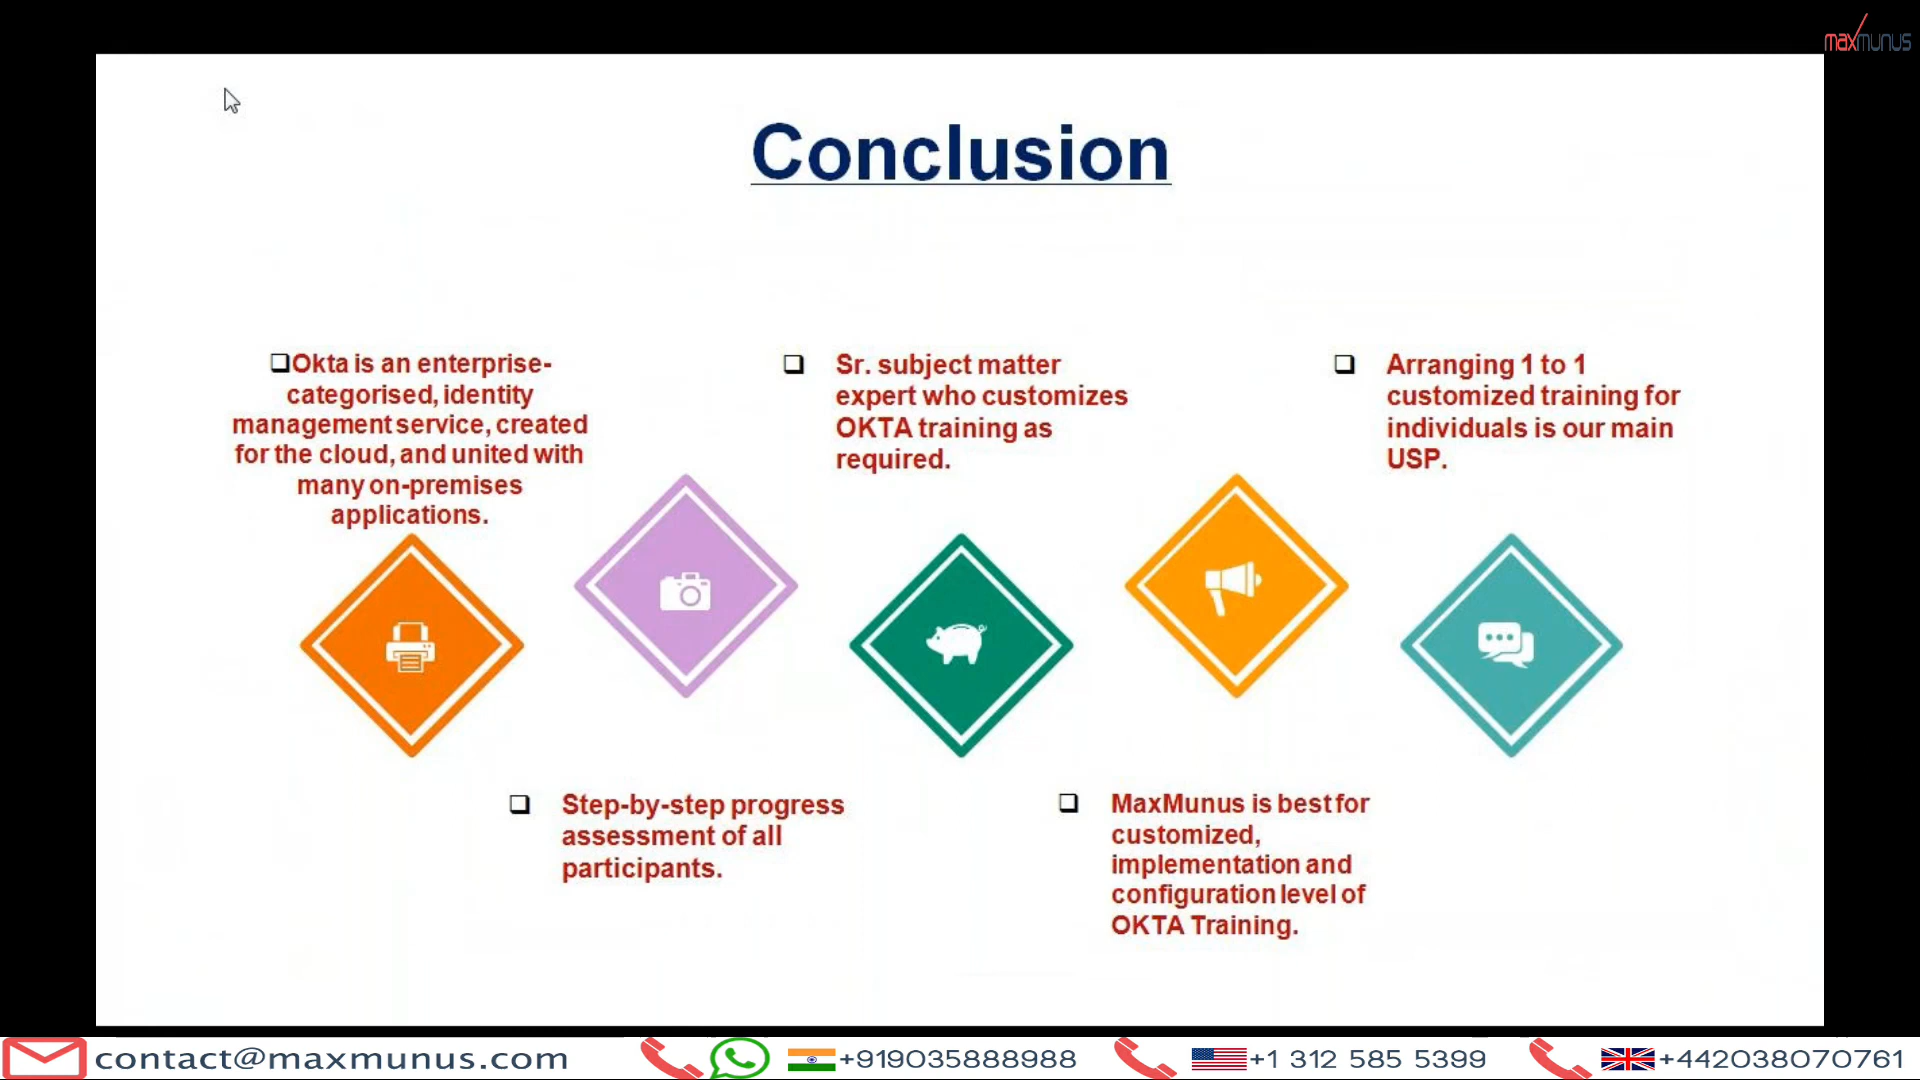 maxmunus
Conclusion
❑Okta is an enterprise-
categorised, identity
management service, created
for the cloud, and united with
many on-premises
applications.
❑ Sr. subject matter
expert who customizes
OKTA training as
required.
❑ Arranging 1 to 1
customized training for
individuals is our main
USP.
❑ Step-by-step progress
assessment of all
participants.
❑ MaxMunus is best for
customized,
implementation and
configuration level of
OKTA Training.
contact@maxmunus.com
+919035888988
+1 312 585 5399
+442038070761